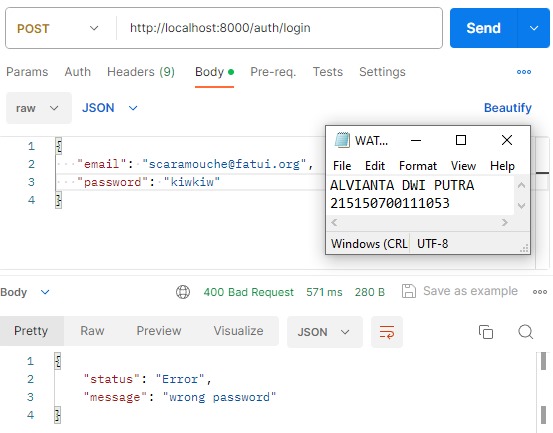 POST http://localhost:8000/auth/login Send
Params Auth Headers (9) Body Pre-req. Tests Settings
raw JSON Beautify
1 {
2 "email": "scaramouche@fatui.org",
3 "password": "kiwkiw"
4 }
WAT...
File Edit Format View Help
ALVIANTA DWI PUTRA
215150700111053
Windows (CRL UTF-8
Body 400 Bad Request 571 ms 280 B Save as example
Pretty Raw Preview Visualize JSON
1 {
2 "status": "Error",
3 "message": "wrong password"
4 }